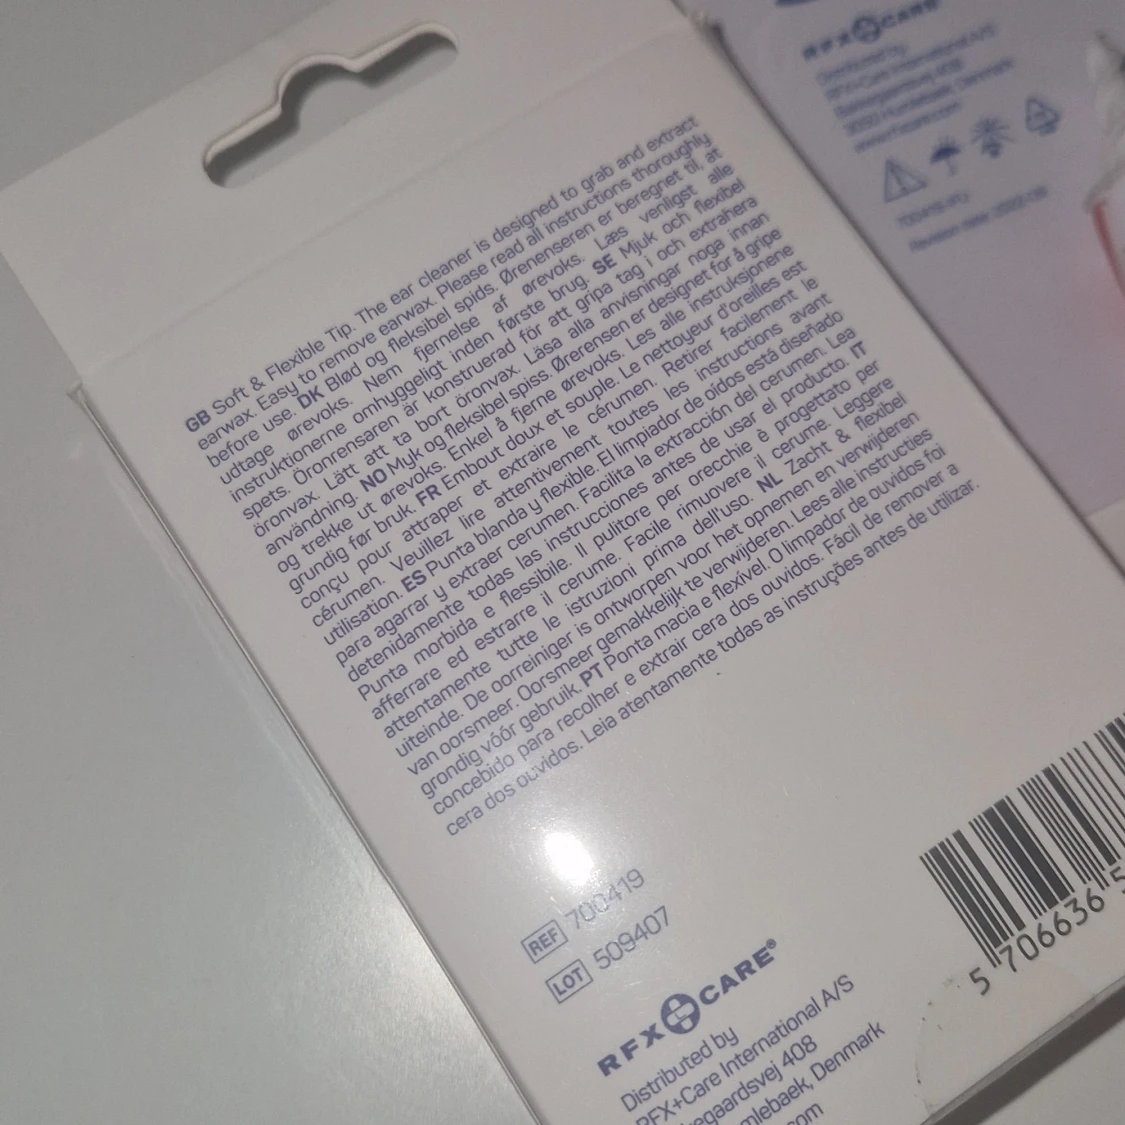 GB Soft & Flexible Tip. The ear cleaner is designed to grab and extract
earwax. Easy to remove earwax. Please read all instructions thoroughly
before use. DK Blød og fleksibel spids. Ørenenseren er beregnet til, at
udtage ørevoks. Nem fjernelse af ørevoks. Læs venligst alle
instruktionerne omhyggeligt inden første brug. SE Mjuk och flexibel
spets. Öronrensaren är konstruerad för att gripa tag i och extrahera
öronvax. Lätt att ta bort öronvax. Läsa alla anvisningar noga innan
användning. NO Myk og fleksibel spiss. Ørerensen er designet for å gripe
og trekke ut ørevoks. Enkel å fjerne ørevoks. Les alle instruksjonene
grundig før bruk. FR Embout doux et souple. Le nettoyeur d'oreilles est
conçu pour attraper et extraire le cérumen. Retirer facilement le
cérumen. Veuillez lire attentivement toutes les instructions avant
utilisation. ES Punta blanda y flexible. El limpiador de oídos está diseñado
para agarrar y extraer cerumen. Facilita la extracción del cerumen. Lea
detenidamente todas las instrucciones antes de usar el producto. IT
Punta morbida e flessibile. Il pulitore per orecchie è progettato per
afferrare ed estrarre il cerume. Facile rimuovere il cerume. Leggere
attentamente tutte le istruzioni prima dell'uso. NL Zacht & flexibel
uiteinde. De oorreiniger is ontworpen voor het opnemen en verwijderen
van oorsmeer. Oorsmeer gemakkelijk te verwijderen. Lees alle instructies
grondig vóór gebruik. PT Ponta macia e flexível. O limpador de ouvidos foi
concebido para recolher e extrair cera dos ouvidos. Fácil de remover a
cera dos ouvidos. Leia atentamente todas as instruções antes de utilizar.
REF 700419
LOT 509407
RFX CARE®
Distributed by
RFX+Care International A/S
kegaardsvej 408
mlebaek, Denmark
com
5 706636 5
RFX CARE®
Distributed by
RFX+Care International A/S
408
Denmark